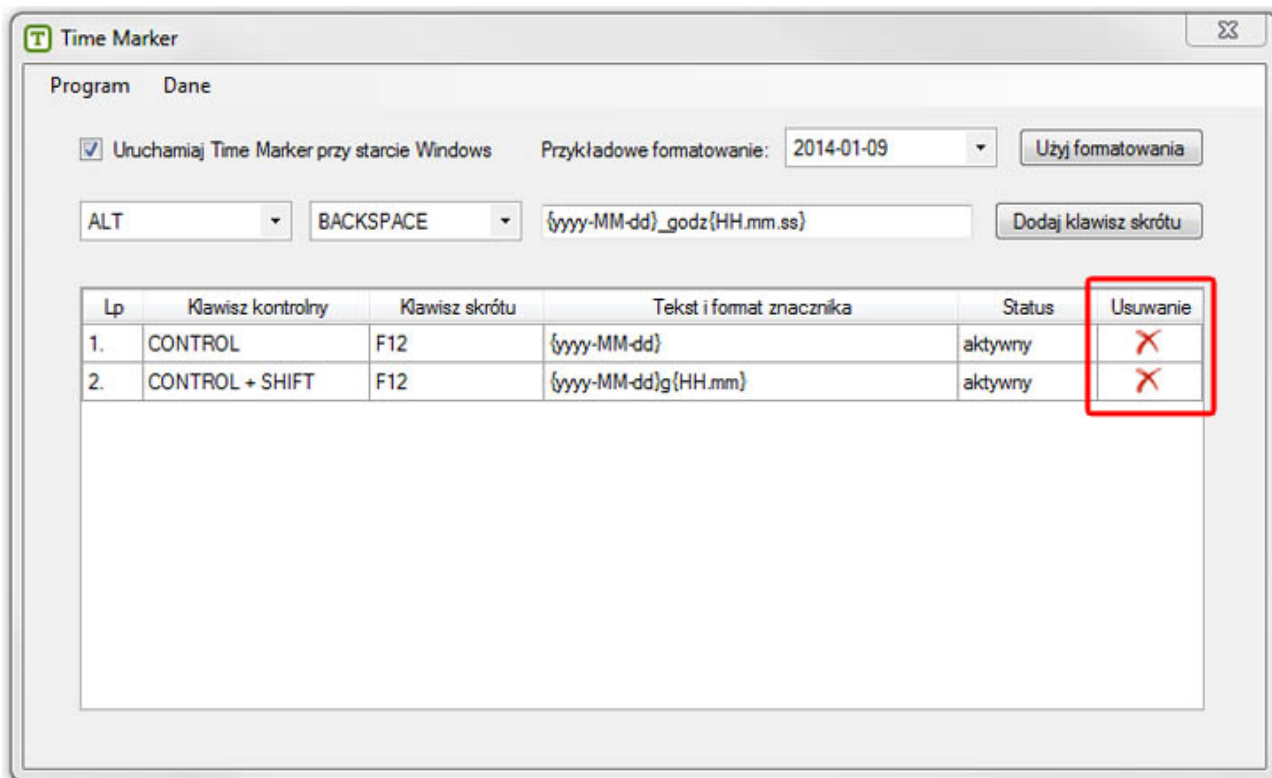 Time Marker
Program Dane
Uruchamiaj Time Marker przy starcie Windows Przykładowe formatowanie: 2014-01-09 Użyj formatowania
ALT BACKSPACE {yyyy-MM-dd}_godz{HH.mm.ss} Dodaj klawisz skrótu
Lp Klawisz kontrolny Klawisz skrótu Tekst i format znacznika Status Usuwanie
1. CONTROL F12 {yyyy-MM-dd} aktywny
2. CONTROL + SHIFT F12 {yyyy-MM-dd}g{HH.mm} aktywny